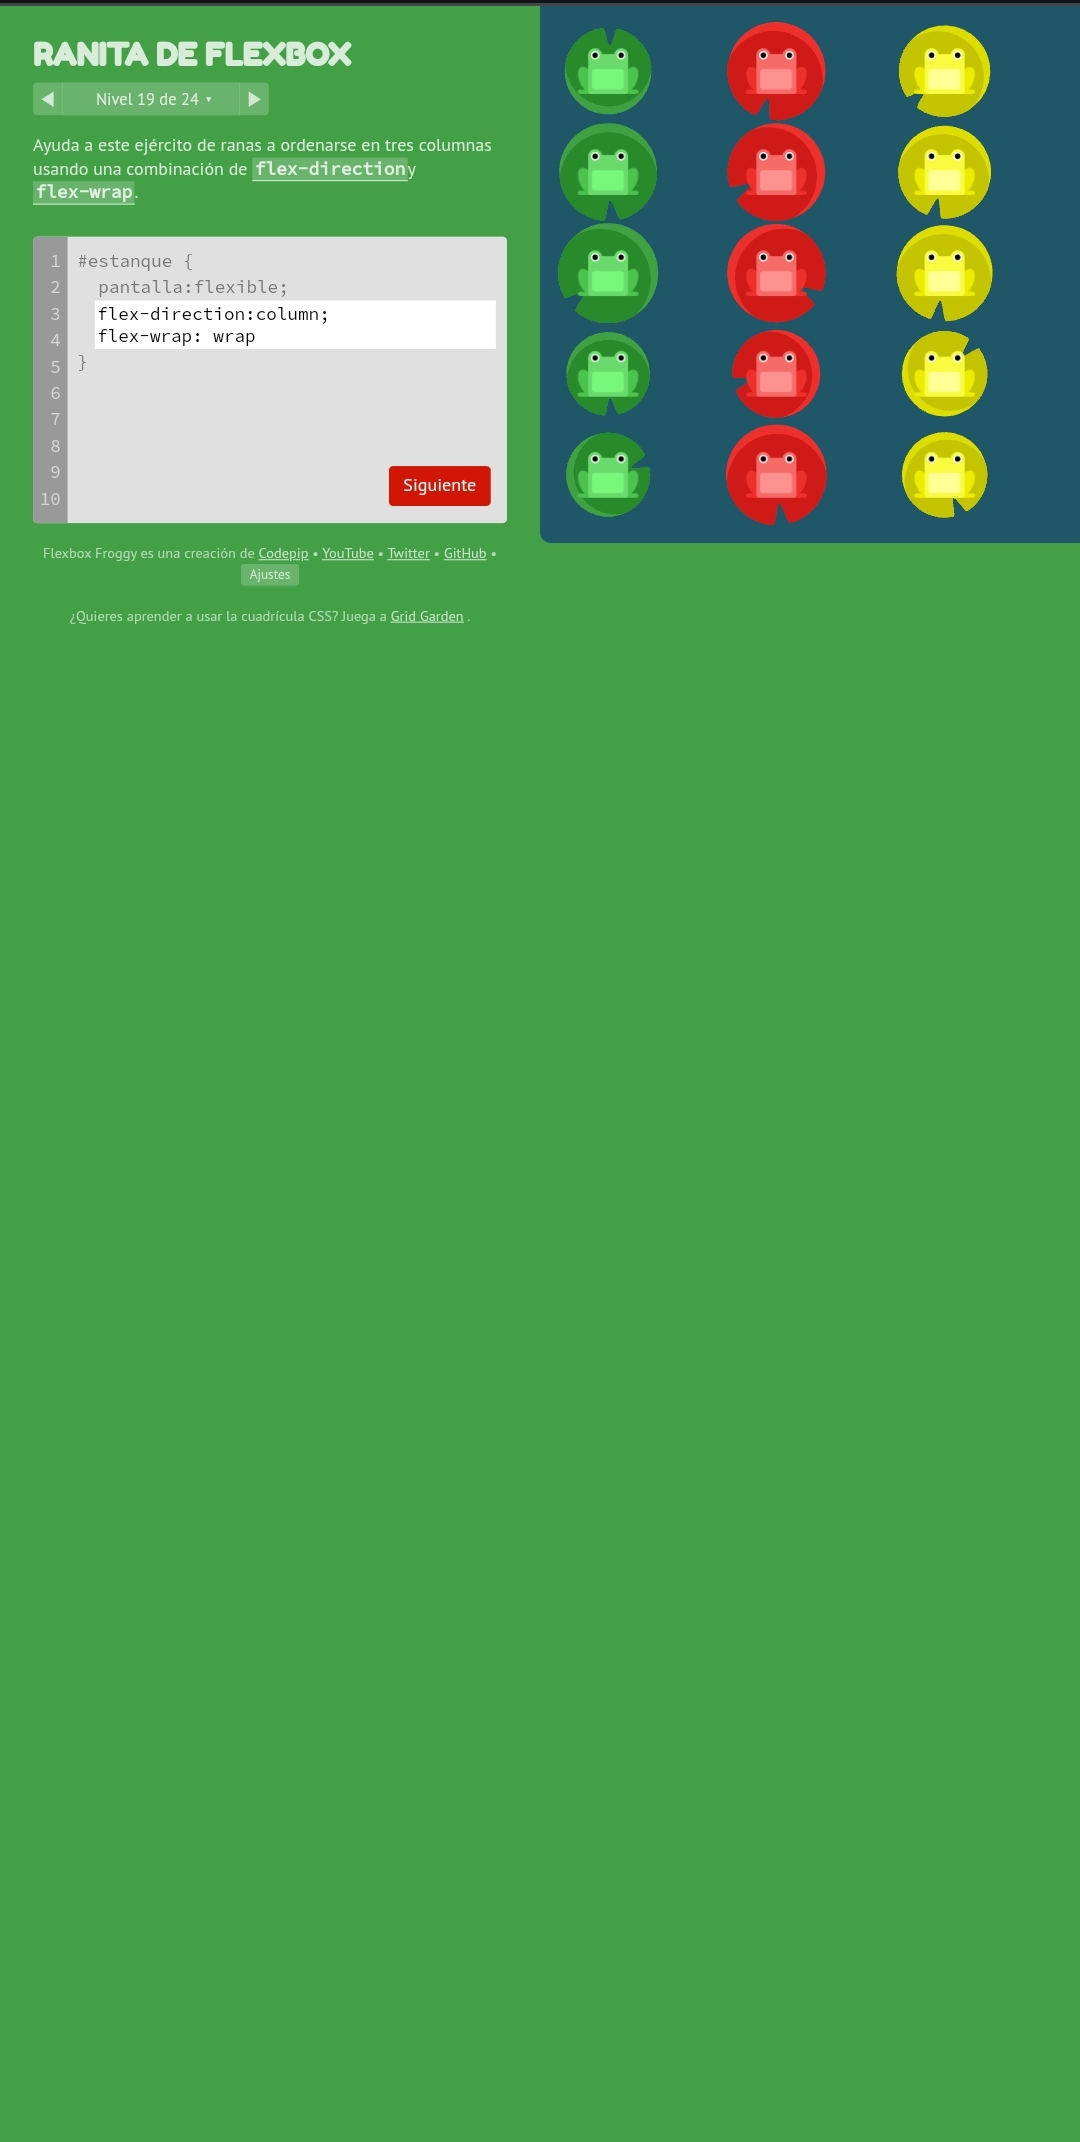 RANITA DE FLEXBOX
Nivel 19 de 24 ▾
Ayuda a este ejército de ranas a ordenarse en tres columnas
usando una combinación de flex-directiony
flex-wrap.
1 #estanque {
2 pantalla:flexible;
3 flex-direction:column;
4 flex-wrap: wrap
5 }
6
7
8
9
10
Siguiente
Flexbox Froggy es una creación de Codepip • YouTube • Twitter • GitHub •
Ajustes
¿Quieres aprender a usar la cuadrícula CSS? Juega a Grid Garden .